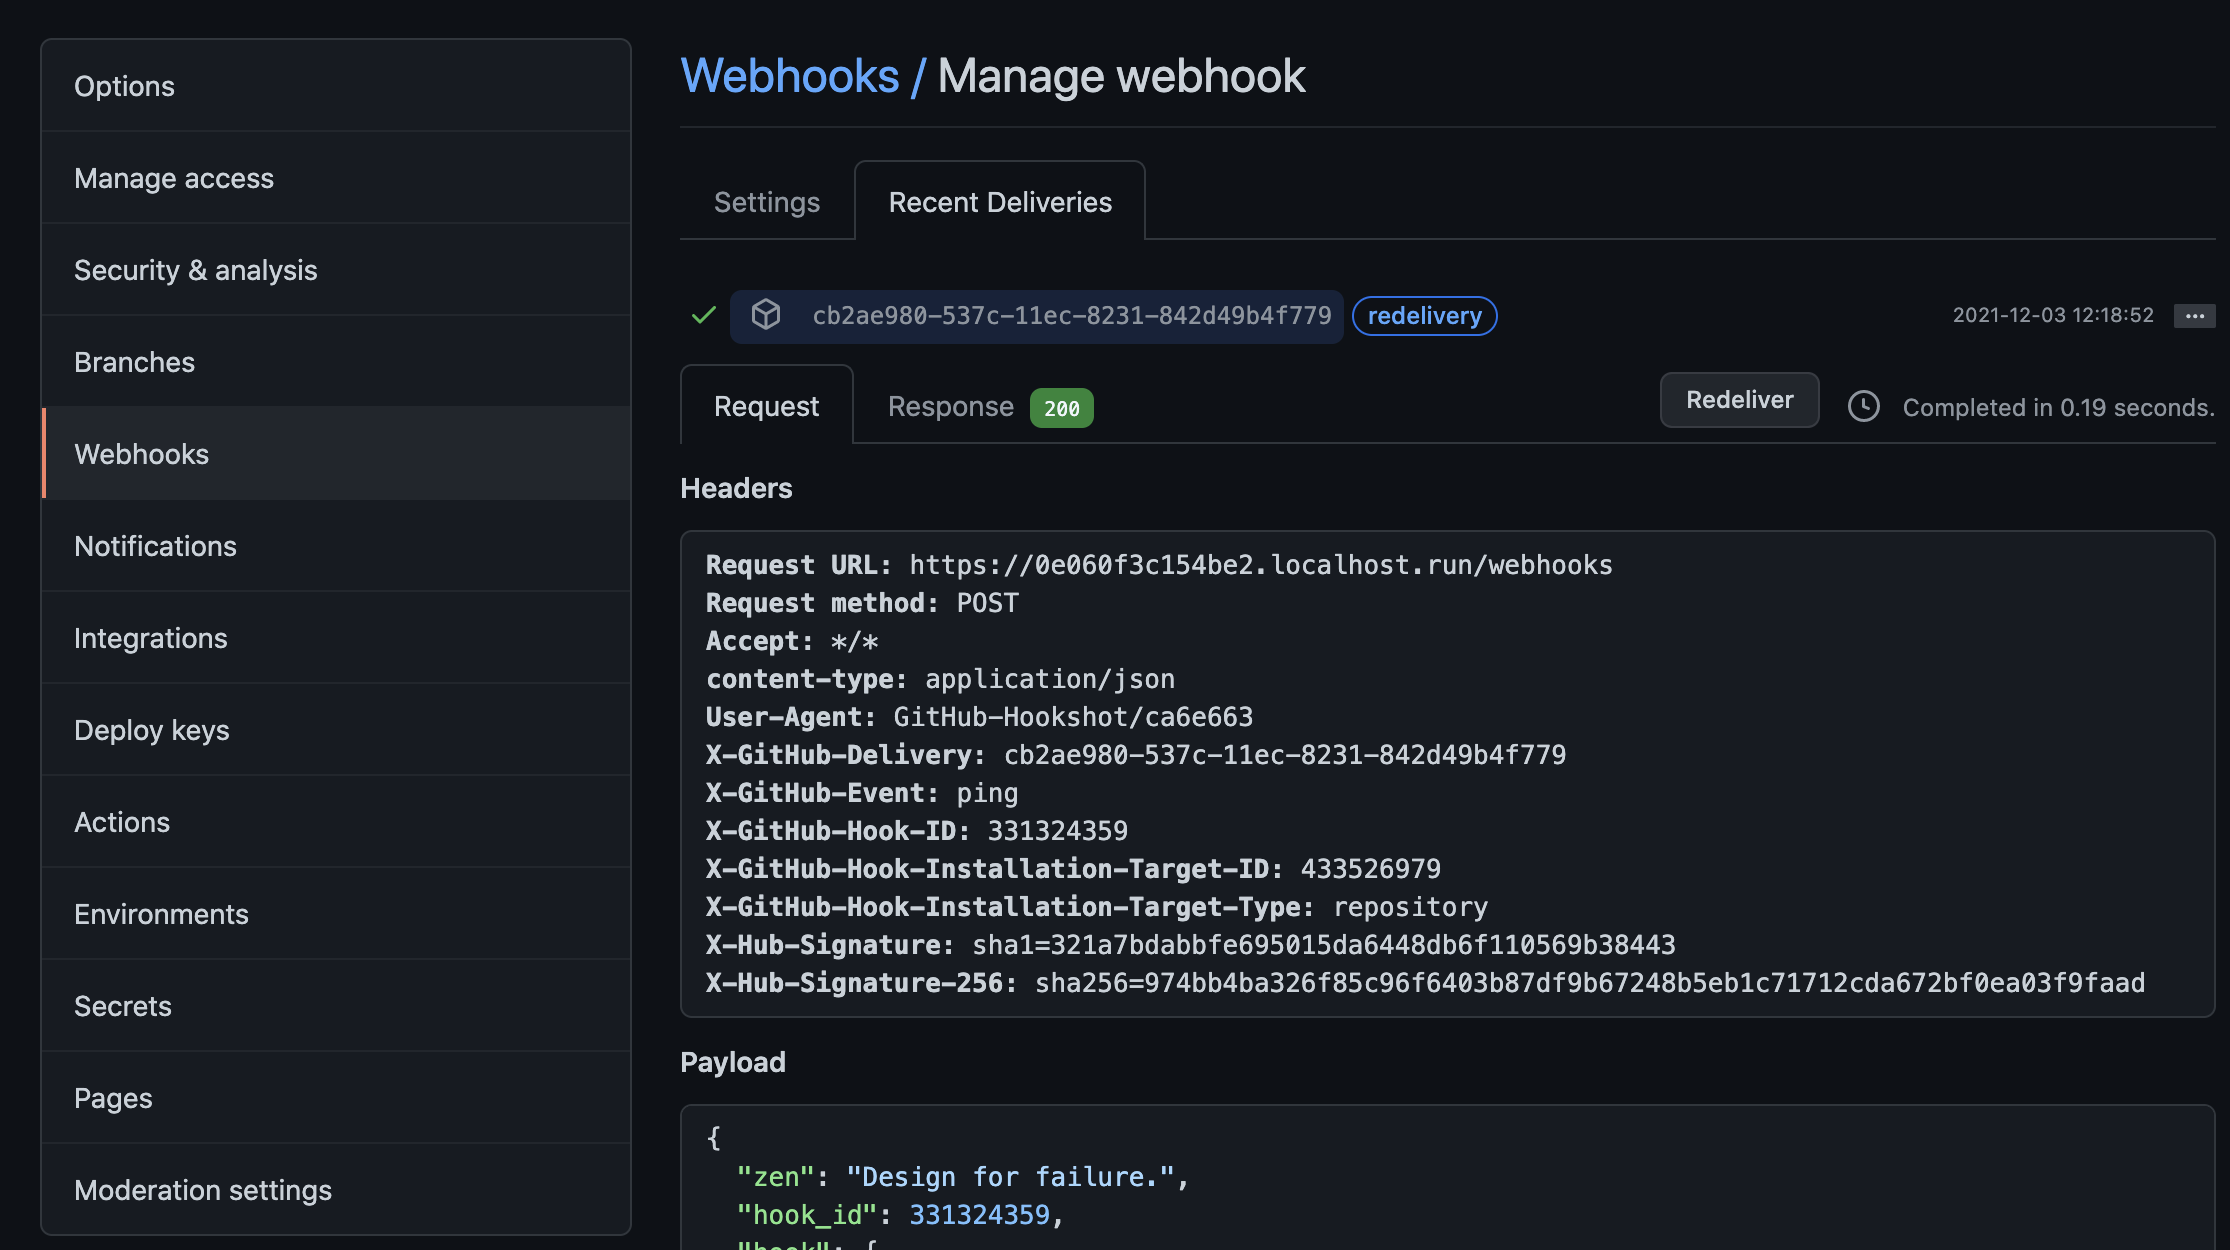 Options
Manage access
Security & analysis
Branches
Webhooks
Notifications
Integrations
Deploy keys
Actions
Environments
Secrets
Pages
Moderation settings
Webhooks / Manage webhook
Settings
Recent Deliveries
cb2ae980-537c-11ec-8231-842d49b4f779 redelivery 2021-12-03 12:18:52 ...
Request Response 200 Redeliver Completed in 0.19 seconds.
Headers
Request URL: https://0e060f3c154be2.localhost.run/webhooks
Request method: POST
Accept: */*
content-type: application/json
User-Agent: GitHub-Hookshot/ca6e663
X-GitHub-Delivery: cb2ae980-537c-11ec-8231-842d49b4f779
X-GitHub-Event: ping
X-GitHub-Hook-ID: 331324359
X-GitHub-Hook-Installation-Target-ID: 433526979
X-GitHub-Hook-Installation-Target-Type: repository
X-Hub-Signature: sha1=321a7bdabbfe695015da6448db6f110569b38443
X-Hub-Signature-256: sha256=974bb4ba326f85c96f6403b87df9b67248b5eb1c71712cda672bf0ea03f9faad
Payload
{
"zen": "Design for failure.",
"hook_id": 331324359,
"hook": {